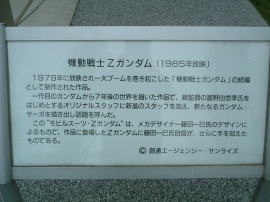 機動戦士Ζガンダム（1985年放映）
1979年に放映され一大ブームを巻き起こした「機動戦士ガンダム」の続編
として制作された作品。
一作目のガンダムから7年後の世界を描いた作品で、総監督の富野由悠季氏を
はじめとするオリジナルスタッフに新進のスタッフを加え、新たなるガンダム・
サーガを描き出し話題を呼んだ。
この"モビルスーツ・Ζガンダム"は、メカデザイナー藤田一巳氏のデザインに
よるもので、作品に登場したΖガンダムに藤田一巳氏自信が、さらに手を加えた
ものである。
©創通エージェンシー・サンライズ